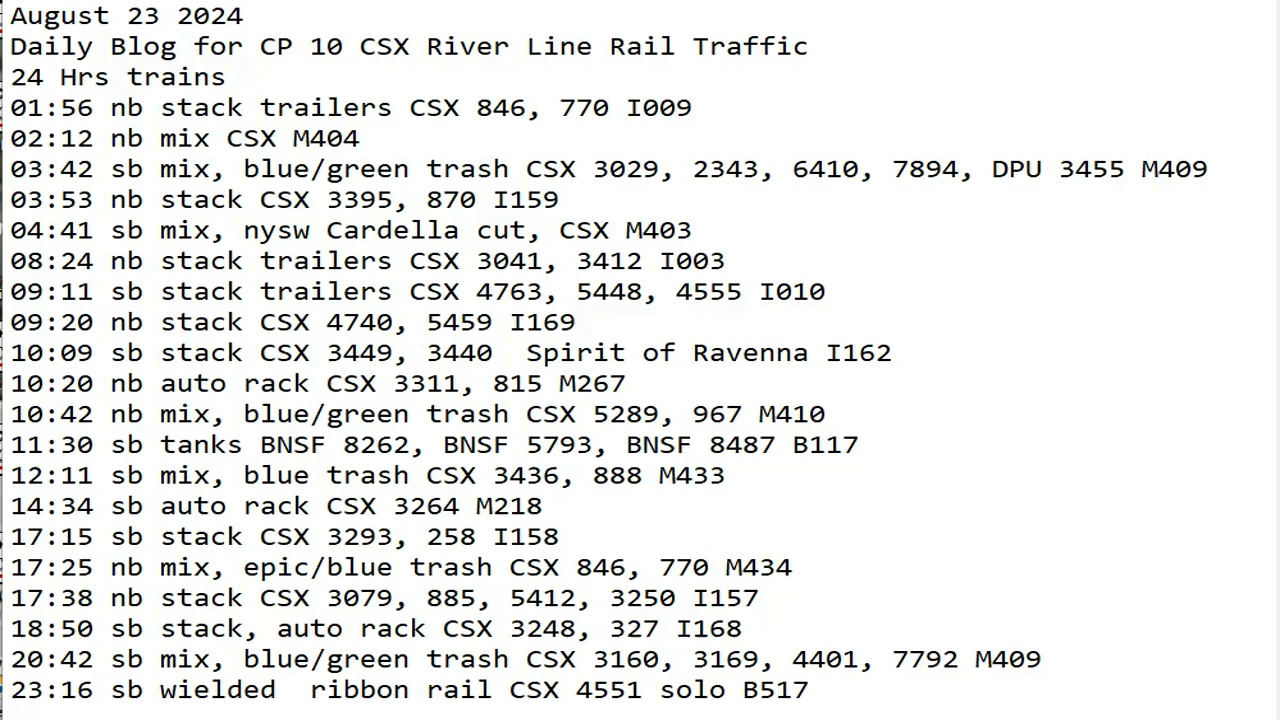 August 23 2024
Daily Blog for CP 10 CSX River Line Rail Traffic
24 Hrs trains
01:56 nb stack trailers CSX 846, 770 I009
02:12 nb mix CSX M404
03:42 sb mix, blue/green trash CSX 3029, 2343, 6410, 7894, DPU 3455 M409
03:53 nb stack CSX 3395, 870 I159
04:41 sb mix, nysw Cardella cut, CSX M403
08:24 nb stack trailers CSX 3041, 3412 I003
09:11 sb stack trailers CSX 4763, 5448, 4555 I010
09:20 nb stack CSX 4740, 5459 I169
10:09 sb stack CSX 3449, 3440  Spirit of Ravenna I162
10:20 nb auto rack CSX 3311, 815 M267
10:42 nb mix, blue/green trash CSX 5289, 967 M410
11:30 sb tanks BNSF 8262, BNSF 5793, BNSF 8487 B117
12:11 sb mix, blue trash CSX 3436, 888 M433
14:34 sb auto rack CSX 3264 M218
17:15 sb stack CSX 3293, 258 I158
17:25 nb mix, epic/blue trash CSX 846, 770 M434
17:38 nb stack CSX 3079, 885, 5412, 3250 I157
18:50 sb stack, auto rack CSX 3248, 327 I168
20:42 sb mix, blue/green trash CSX 3160, 3169, 4401, 7792 M409
23:16 sb wielded  ribbon rail CSX 4551 solo B517